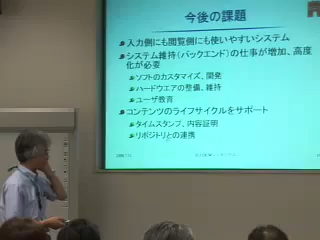 今後の課題
入力側にも閲覧側にも使いやすいシステム
システム維持(バックエンド)の仕事が増加、高度
化が必要
ソフトのカスタマイズ、開発
ハードウエアの整備、維持
ユーザ教育
コンテンツのライフサイクルをサポート
タイムスタンプ、内容証明
リポジトリとの連携